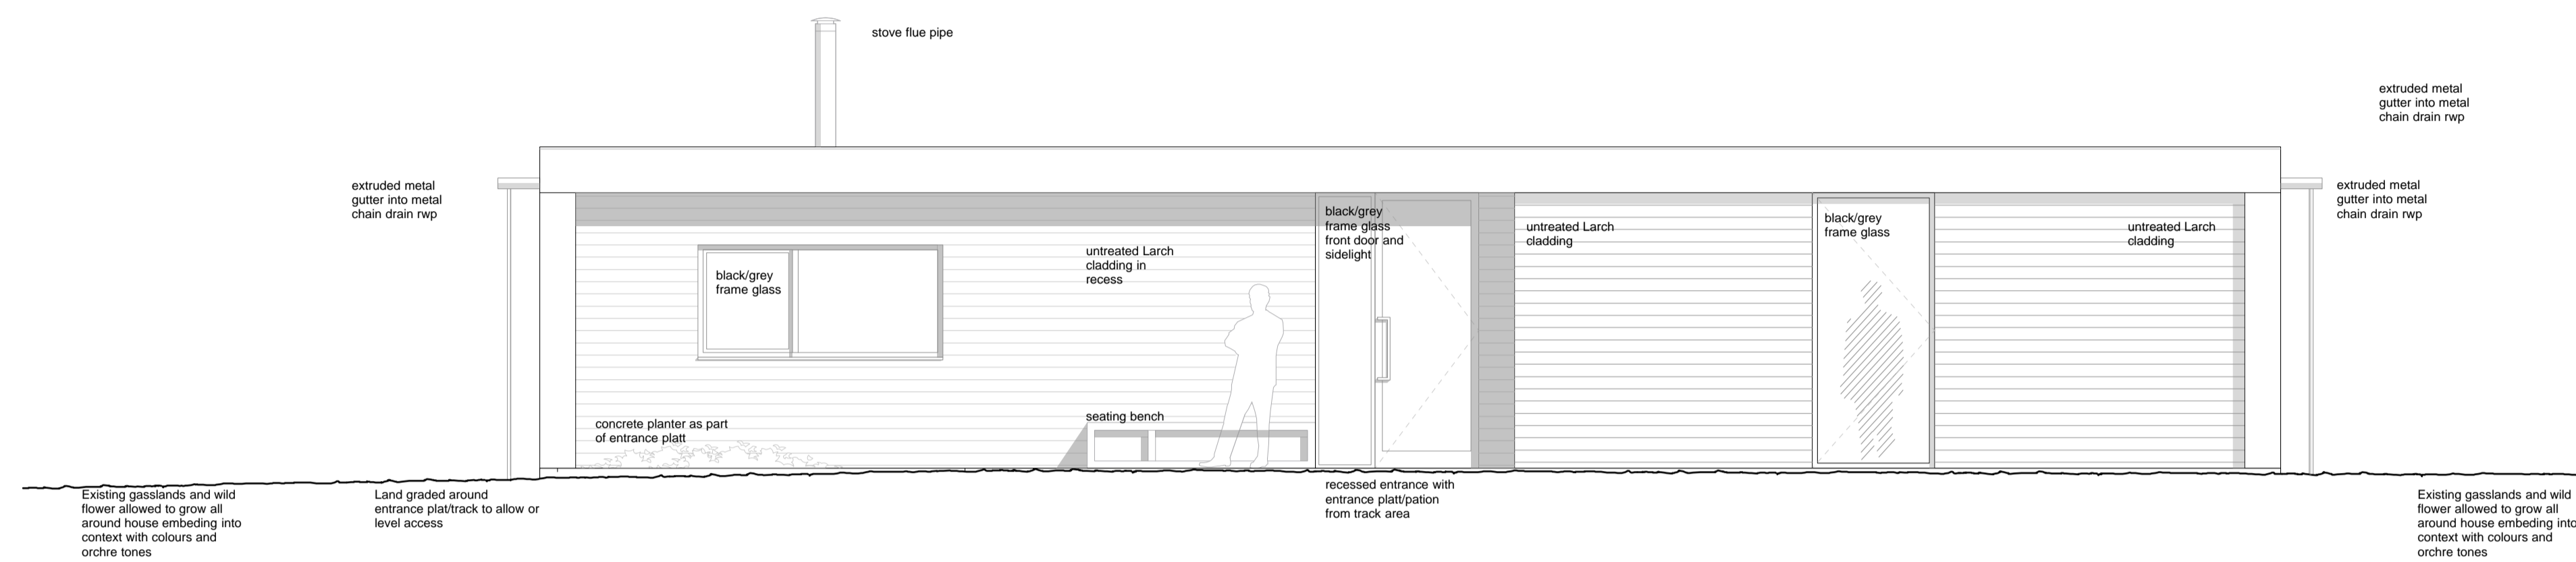 stove flue pipe
extruded metal
gutter into metal
chain drain rwp
extruded metal
gutter into metal
chain drain rwp
extruded metal
gutter into metal
chain drain rwp
black/grey
frame glass
untreated Larch
cladding in
recess
black/grey
frame glass
front door and
sidelight
untreated Larch
cladding
black/grey
frame glass
untreated Larch
cladding
concrete planter as part
of entrance platt
seating bench
Existing gasslands and wild
flower allowed to grow all
around house embeding into
context with colours and
orchre tones
Land graded around
entrance plat/track to allow or
level access
recessed entrance with
entrance platt/pation
from track area
Existing gasslands and wild
flower allowed to grow all
around house embeding into
context with colours and
orchre tones